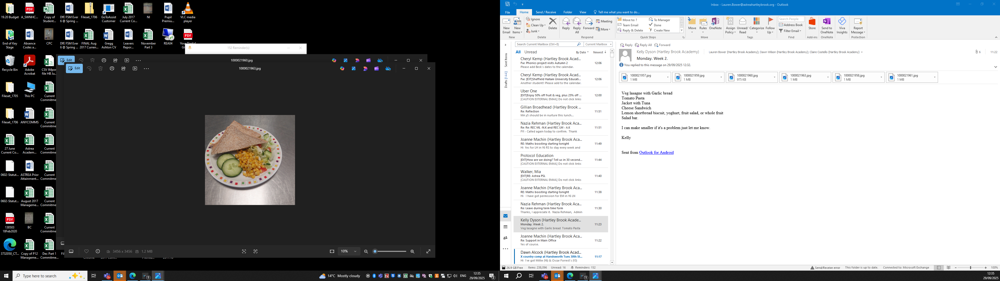 19.20 Budget
A_SWNHC...
Copy of Student...
DfE FSM Ever 6 @ Spring ...
Fileset_1706
GoToAssist Customer
July 2017 Current Co...
NI
Pupil Premiu...
VLC media player
End of Key Stage
Absence Codes a...
CPC
DfE FSM Ever 6 @ Spring ...
FINAL Aug 2017 Curren...
Gregg Ashton CV
Leavers Repor...
November Part 3
REA04
Your Digital Gi...
Recycle Bin
Adobe Acrobat
CSV IMpor file HB Ju...
Fileset_1705
This PC
Current Commitme
Fileset_1706
ANYCOMMS
Current Commitme
27 June Current Co...
Astrea Academ...
Current Commitme
0602-Statut...
ASTREA Prior Attainment...
Current Commitme
0602-Statut...
August 2017 Manageme...
Current Commitme
138503 18Feb2020
BC
Current Commitme
3732050_CT...
Copy of P12 Manageme...
Dec Part 1 Commitme...
152 Reminder(s)
Edit
1000021960.jpg
Edit
1000021963.jpg
3456 x 3456
1.2 MB
10%
Type here to search
14°C Mostly cloudy
ENG
12:35
29/09/2025
Inbox - Lauren.Bower@astreahartleybrook.org - Outlook
File
Home
Send / Receive
Folder
View
Tell me what you want to do...
New Email
New Items
New
Ignore
Clean Up
Junk
Delete
Delete
Reply
Reply All
Forward
Meeting
More
Respond
Move to: ?
Team Email
Reply & Delete
To Manager
Done
Create New
Quick Steps
Move
Rules
OneNote
Move
Assign Policy
Unread/ Read
Categorize
Follow Up
Tags
Search People
Address Book
Filter Email
Find
Store
Add-ins
Send to OneNote
OneNote
Viva Insights
Report Message
Protection
Sent Items
Drafts [144]
Search Current Mailbox (Ctrl+E)
Current Mailbox
All Unread
By Date Newest
Cheryl Kemp (Hartley Brook Acad...
Fw: Phonics project visits Autumn 2 12:06
Please add Beck's dates to the calendar.
Cheryl Kemp (Hartley Brook Acad...
Fw: [EXT]Sheffield Hallam University Educati... 12:06
Another student!! Please add to the calendar.
Uber One
[EXT]Enjoy 50% off fruit & veg, plus 25% off ... 12:00
[CAUTION EXTERNAL EMAIL] Do not click links
Gillian Broadhead (Hartley Brook ...
Re: Reflection 11:51
MA y5 should be in nurture this lunch...
Nazia Rehman (Hartley Brook Aca...
Re: Re: REC ML -N.K and REC LM - A.K 11:51
FYI - Called again today to confirm. Thank
Joanne Machin (Hartley Brook Aca...
RE: Maths boosting starting tonight 11:49
Hi Yes for LH in Y6 RS to stay every week and
Protocol Education
[EXT]How are we doing? Tell us in 30 second... 11:44
[CAUTION EXTERNAL EMAIL] Do not click links
Walker, Mia
[EXT]RE: Astrea PSL 11:40
[CAUTION EXTERNAL EMAIL] Do not click links
Joanne Machin (Hartley Brook Aca...
RE: Maths boosting starting tonight 11:38
Hi I have got permission for EM in Y6 LN
Nazia Rehman (Hartley Brook Aca...
Re: Leave during term time form 11:30
Thanks, I appreciate it. Nazia Rehman, Admin
Kelly Dyson (Hartley Brook Acade...
Monday. Week 2. 11:23
Veg lasagne with Garlic bread Tomato Pasta
Joanne Machin (Hartley Brook Aca...
Re: Support in Main Office 11:22
Yes of course.
Dawn Alcock (Hartley Brook Acad...
X country comp at Handsworth Tues 30th St... 11:17
Hi I've got Millie (Y6) & Oscar Forrest's (Y3)
Reply Reply All Forward
Kelly Dyson (Hartley Brook Academy)
Lauren Bower (Hartley Brook Academy); Dawn Wilson (Hartley Brook Academy); Claire Costello (Hartley Brook Academy)
6
11:22
Monday. Week 2.
You replied to this message on 29/09/2025 12:32.
1000021957.jpg 1 MB
1000021959.jpg 1 MB
1000021960.jpg 975 KB
1000021963.jpg 1 MB
1000021958.jpg 1 MB
1000021961.jpg 1 MB
Veg lasagne with Garlic bread
Tomato Pasta
Jacket with Tuna
Cheese Sandwich
Lemon shortbread biscuit, yoghurt, fruit salad, or whole fruit
Salad bar.
I can make smaller if it's a problem just let me know.
Kelly
Sent from Outlook for Android
26.9 GB Free
Items: 238,096
Unread: 16
Reminders: 152
Send/Receive error
This folder is up to date.
Connected to: Microsoft Exchange
100%
12:35
29/09/2025